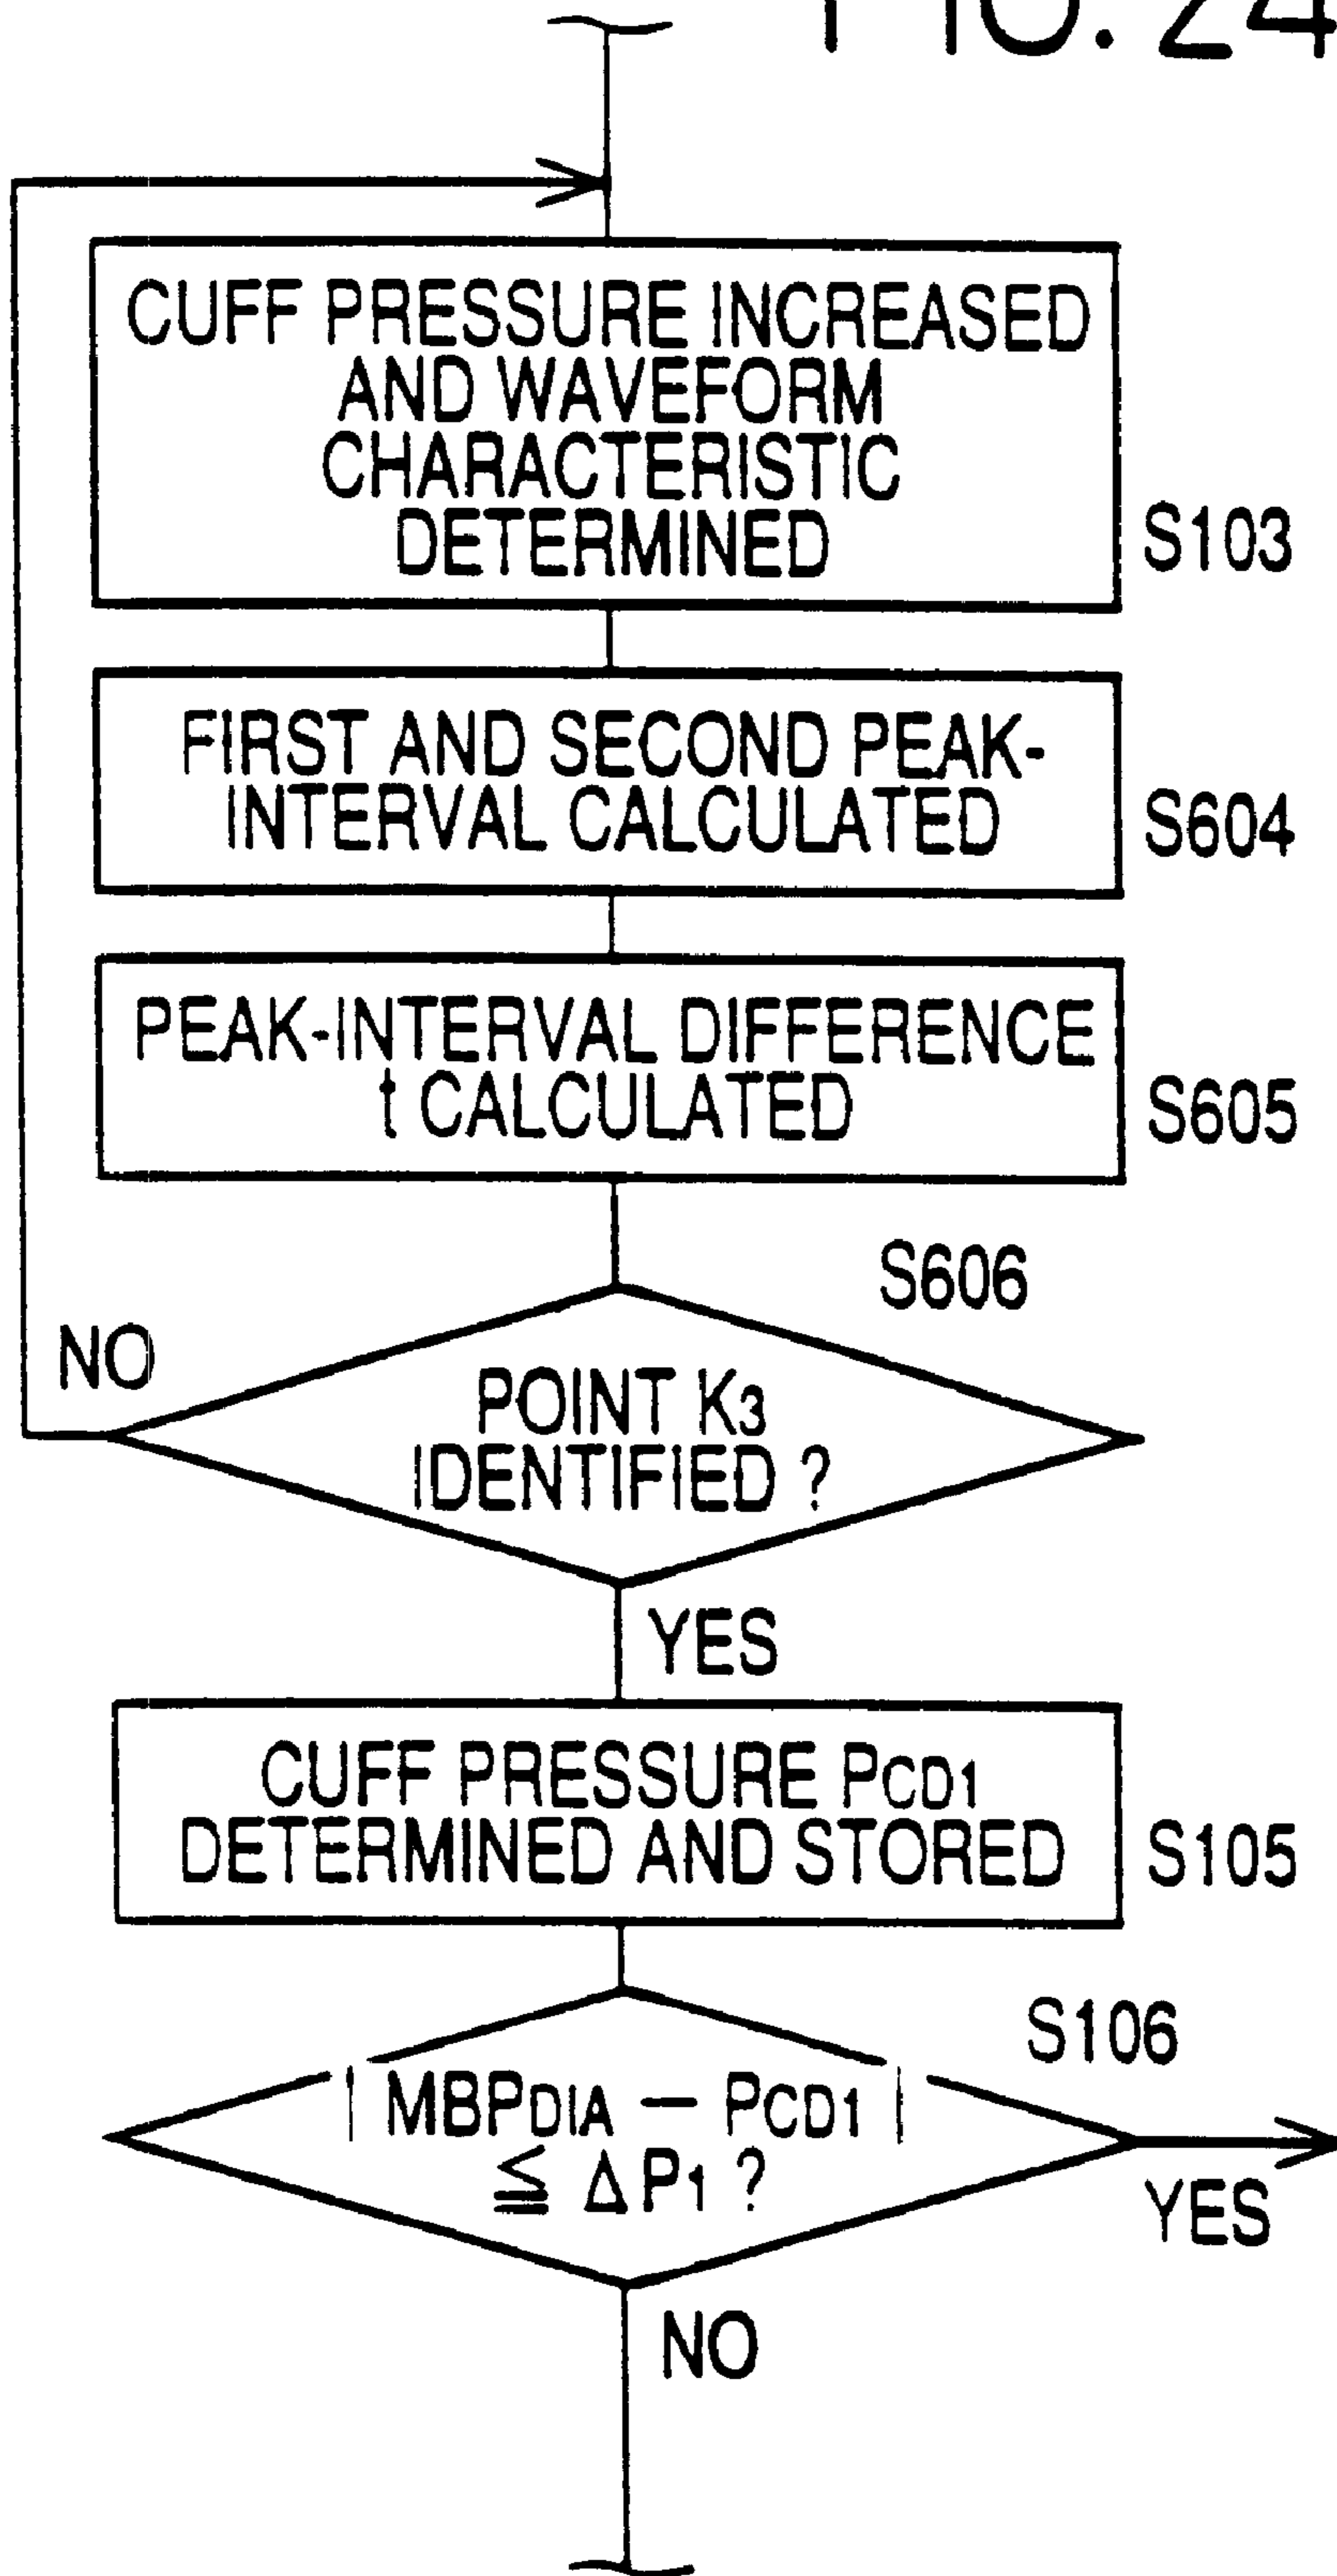 FIG. 24
CUFF PRESSURE INCREASED
AND WAVEFORM
CHARACTERISTIC
DETERMINED
S103
FIRST AND SECOND PEAK-
INTERVAL CALCULATED
S604
PEAK-INTERVAL DIFFERENCE
t CALCULATED
S605
S606
NO
POINT K3
IDENTIFIED ?
YES
CUFF PRESSURE PCD1
DETERMINED AND STORED
S105
S106
| MBPDIA − PCD1 |
≦ Δ P1 ?
YES
NO